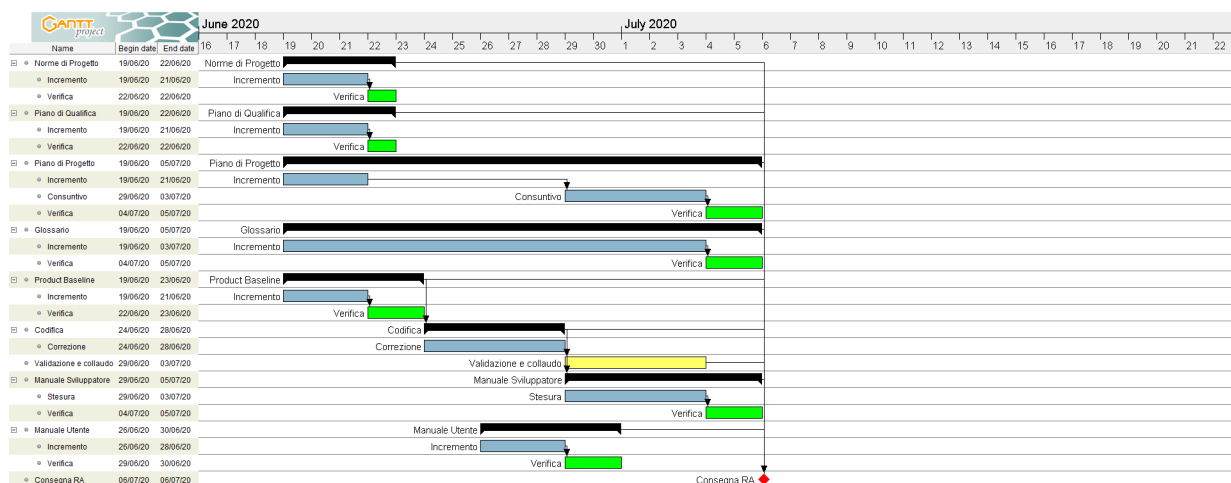 GANTT project
June 2020
July 2020
Name Begin date End date
16 17 18 19 20 21 22 23 24 25 26 27 28 29 30 1 2 3 4 5 6 7 8 9 10 11 12 13 14 15 16 17 18 19 20 21 22
Norme di Progetto 19/06/20 22/06/20 Norme di Progetto
Incremento 19/06/20 21/06/20 Incremento
Verifica 22/06/20 22/06/20 Verifica
Piano di Qualifica 19/06/20 22/06/20 Piano di Qualifica
Incremento 19/06/20 21/06/20 Incremento
Verifica 22/06/20 22/06/20 Verifica
Piano di Progetto 19/06/20 05/07/20 Piano di Progetto
Incremento 19/06/20 21/06/20 Incremento
Consuntivo 29/06/20 03/07/20 Consuntivo
Verifica 04/07/20 05/07/20 Verifica
Glossario 19/06/20 05/07/20 Glossario
Incremento 19/06/20 03/07/20 Incremento
Verifica 04/07/20 05/07/20 Verifica
Product Baseline 19/06/20 23/06/20 Product Baseline
Incremento 19/06/20 21/06/20 Incremento
Verifica 22/06/20 23/06/20 Verifica
Codifica 24/06/20 28/06/20 Codifica
Correzione 24/06/20 28/06/20 Correzione
Validazione e collaudo 29/06/20 03/07/20 Validazione e collaudo
Manuale Sviluppatore 29/06/20 05/07/20 Manuale Sviluppatore
Stesura 29/06/20 03/07/20 Stesura
Verifica 04/07/20 05/07/20 Verifica
Manuale Utente 26/06/20 30/06/20 Manuale Utente
Incremento 26/06/20 28/06/20 Incremento
Verifica 29/06/20 30/06/20 Verifica
Consegna RA 06/07/20 06/07/20 Consegna RA